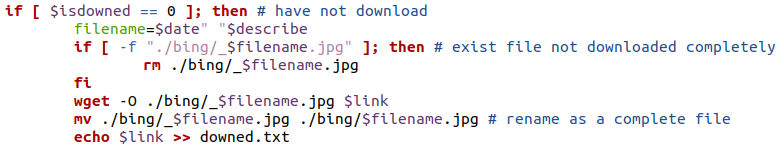 if [ $isdowned == 0 ]; then # have not download
filename=$date" "$describe
if [ -f "./bing/_$filename.jpg" ]; then # exist file not downloaded completely
rm ./bing/_$filename.jpg
fi
wget -O ./bing/_$filename.jpg $link
mv ./bing/_$filename.jpg ./bing/$filename.jpg # rename as a complete file
echo $link >> downed.txt